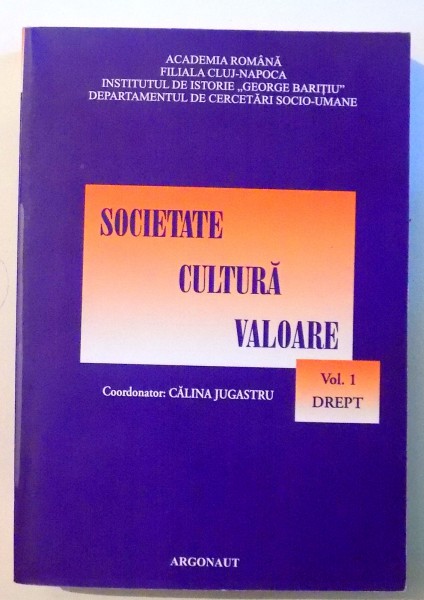 ACADEMIA ROMÂNĂ
FILIALA CLUJ-NAPOCA
INSTITUTUL DE ISTORIE „GEORGE BARIȚIU”
DEPARTAMENTUL DE CERCETĂRI SOCIO-UMANE
SOCIETATE
CULTURĂ
VALOARE
Vol. 1
DREPT
Coordonator: CĂLINA JUGASTRU
ARGONAUT